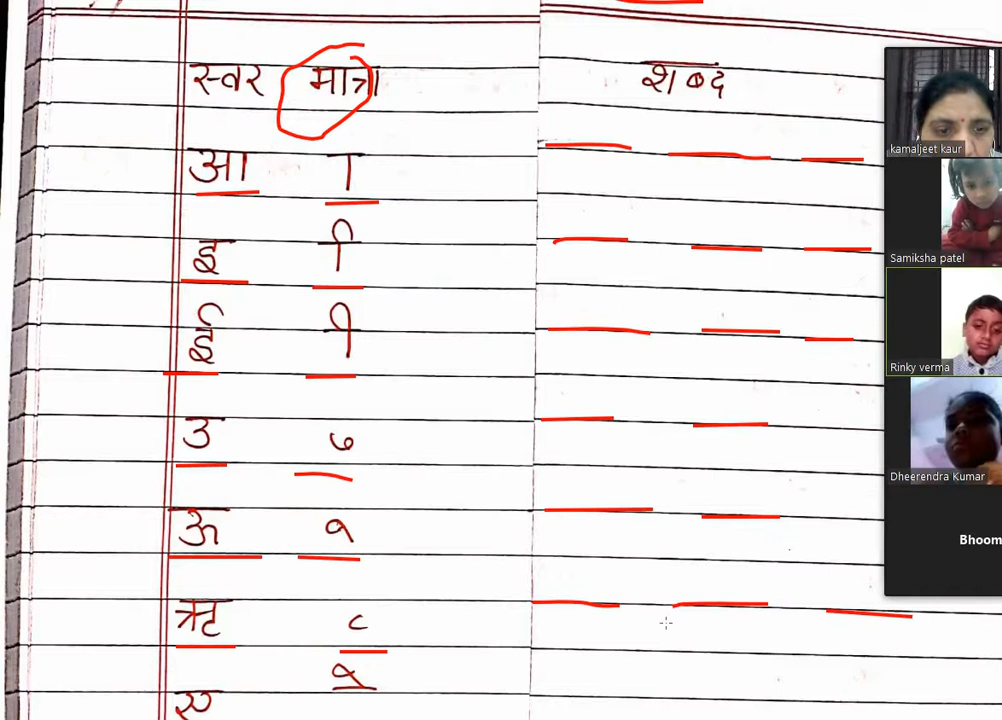 स्वर मात्रा शब्द
आ ा
इ ि
ई ी
उ ु
ऊ ू
ऋ ृ
kamaljeet kaur
Samiksha patel
Rinky verma
Dheerendra Kumar
Bhoom